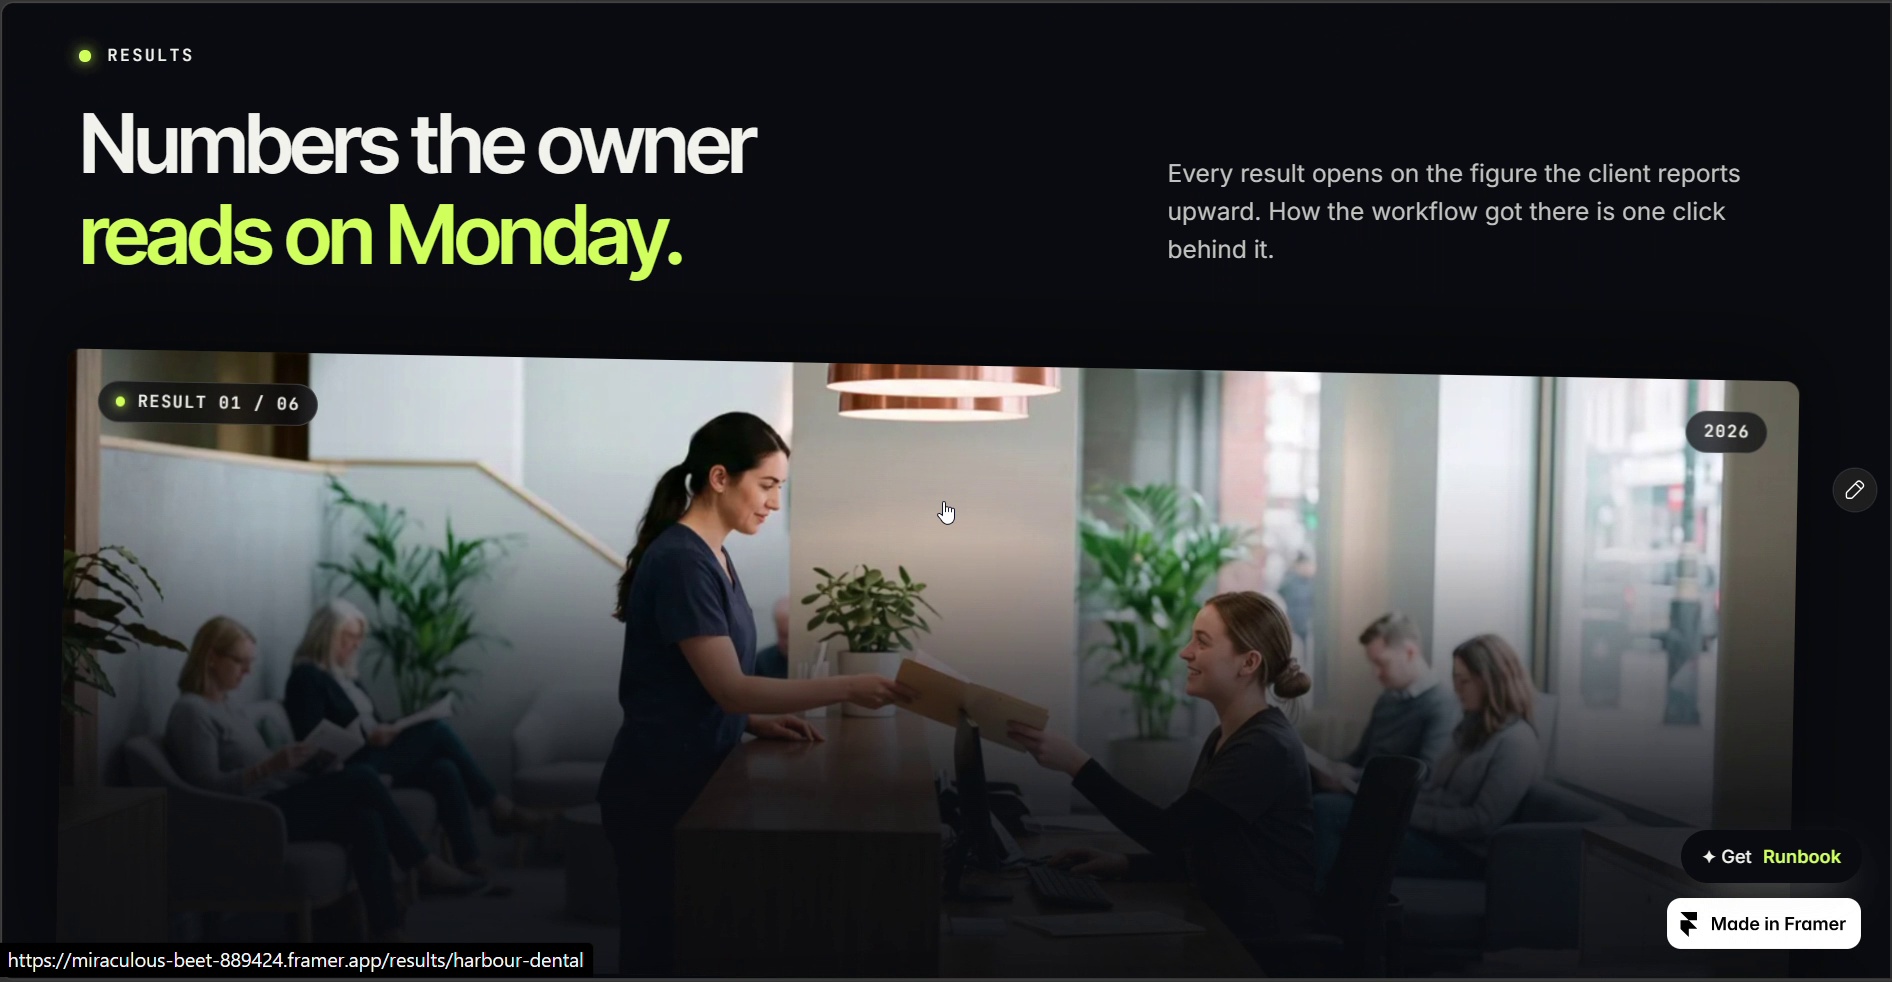 RESULTS
Numbers the owner
reads on Monday.
Every result opens on the figure the client reports
upward. How the workflow got there is one click
behind it.
RESULT 01 / 06
2026
✦ Get Runbook
Made in Framer
https://miraculous-beet-889424.framer.app/results/harbour-dental